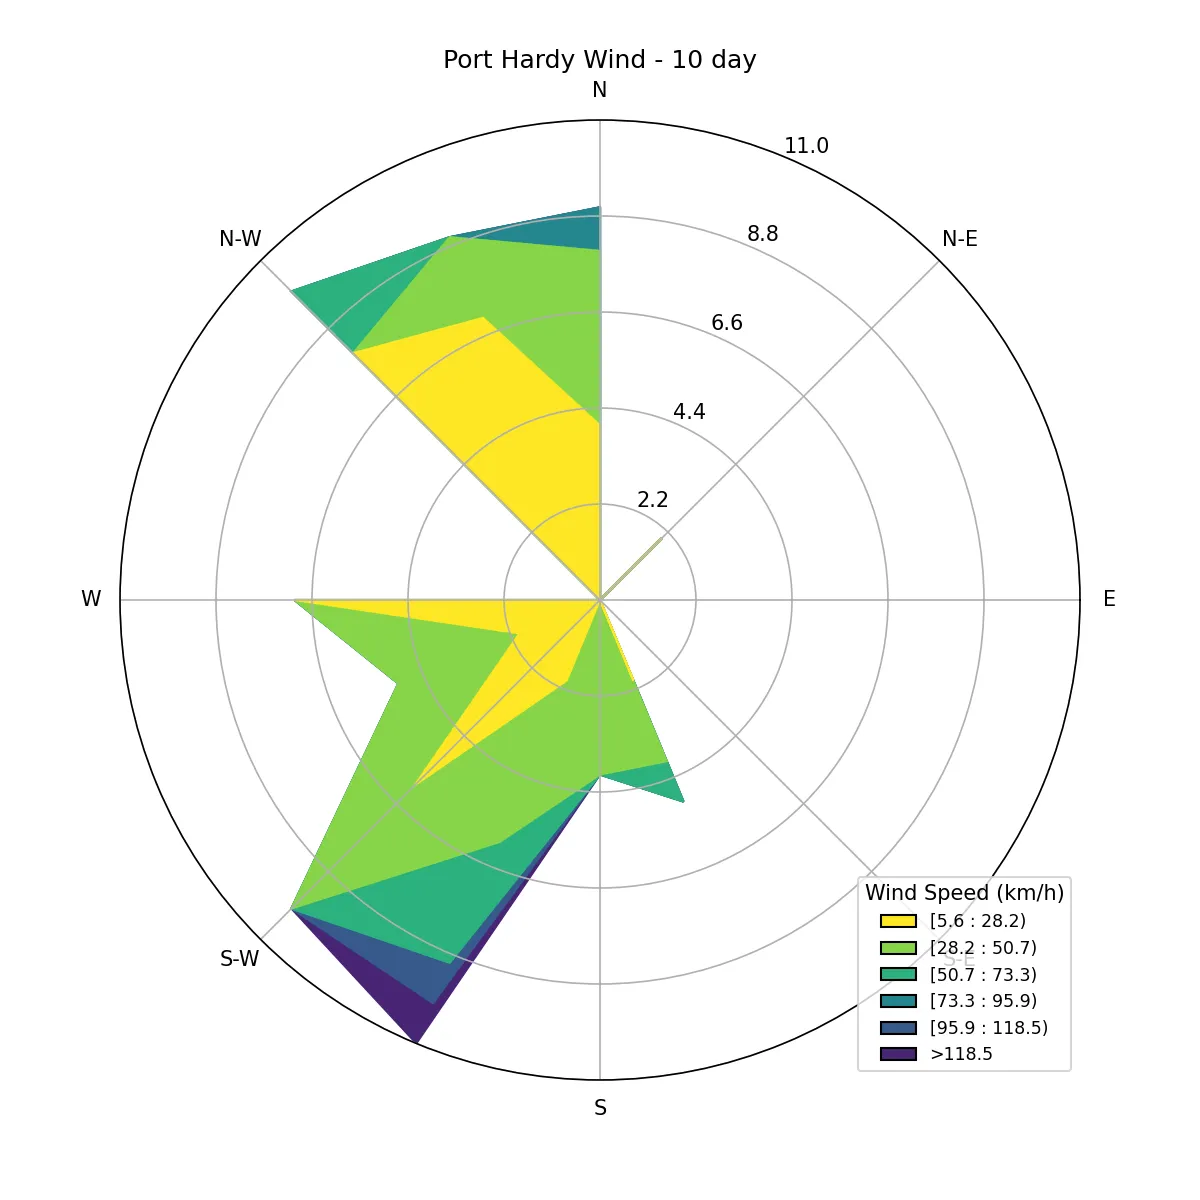 Port Hardy Wind - 10 day
N
11.0
N-W
8.8
N-E
6.6
4.4
2.2
W
E
S-W
S-E
S
Wind Speed (km/h)
[5.6 : 28.2)
[28.2 : 50.7)
[50.7 : 73.3)
[73.3 : 95.9)
[95.9 : 118.5)
>118.5